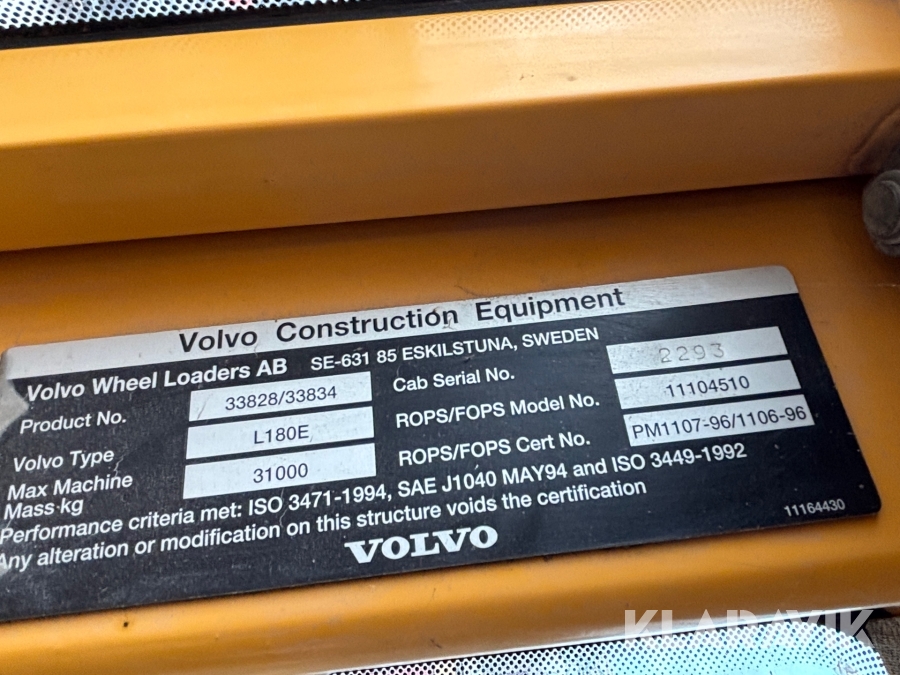 Volvo Construction Equipment
Volvo Wheel Loaders AB SE-631 85 ESKILSTUNA, SWEDEN
Product No. 33828/33834 Cab Serial No. 2293
Volvo Type L180E ROPS/FOPS Model No. 11104510
Max Machine Mass-kg 31000 ROPS/FOPS Cert No. PM1107-96/1106-96
Performance criteria met: ISO 3471-1994, SAE J1040 MAY94 and ISO 3449-1992
Any alteration or modification on this structure voids the certification
VOLVO
11164430
KLARAVIK